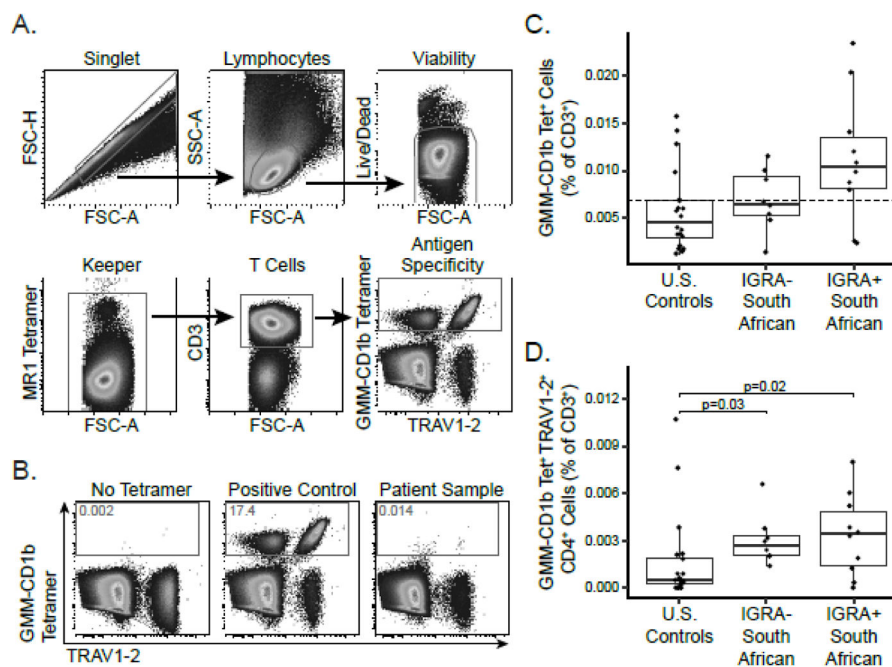 A.
Singlet
Lymphocytes
Viability
FSC-H
SSC-A
Live/Dead
FSC-A
FSC-A
FSC-A
Keeper
T Cells
Antigen
Specificity
MR1 Tetramer
CD3
GMM-CD1b Tetramer
FSC-A
FSC-A
TRAV1-2
B.
No Tetramer
Positive Control
Patient Sample
0.002
17.4
0.014
GMM-CD1b
Tetramer
TRAV1-2
C.
GMM-CD1b Tet⁺ Cells
(% of CD3⁺)
0.020
0.015
0.010
0.005
U.S.
Controls
IGRA-
South
African
IGRA+
South
African
D.
GMM-CD1b Tet⁺ TRAV1-2⁺
CD4⁺ Cells (% of CD3⁺)
0.012
0.009
0.006
0.003
0.000
p=0.02
p=0.03
U.S.
Controls
IGRA-
South
African
IGRA+
South
African